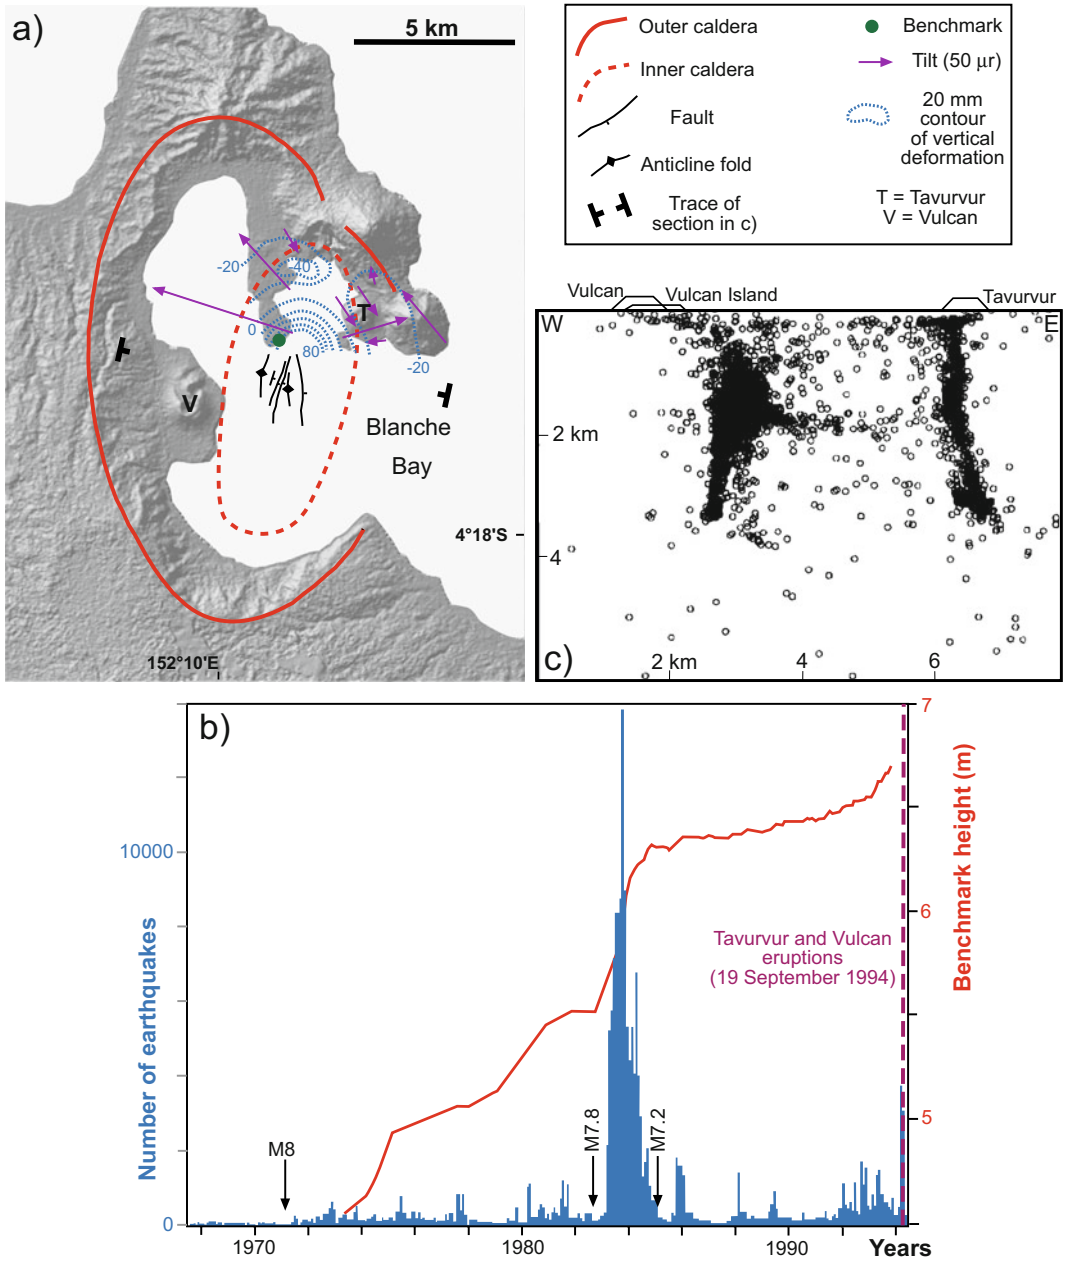 a)
5 km
-20
-40
T
0
80
-20
V
Blanche
Bay
4°18'S
152°10'E
Outer caldera
Inner caldera
Fault
Anticline fold
Trace of
section in c)
Benchmark
Tilt (50 µr)
20 mm
contour
of vertical
deformation
T = Tavurvur
V = Vulcan
Vulcan
Vulcan Island
Tavurvur
W
E
2 km
4
c)
2 km
4
6
b)
7
10000
6
5
0
Number of earthquakes
Benchmark height (m)
M8
M7.8
M7.2
Tavurvur and Vulcan
eruptions
(19 September 1994)
1970
1980
1990
Years